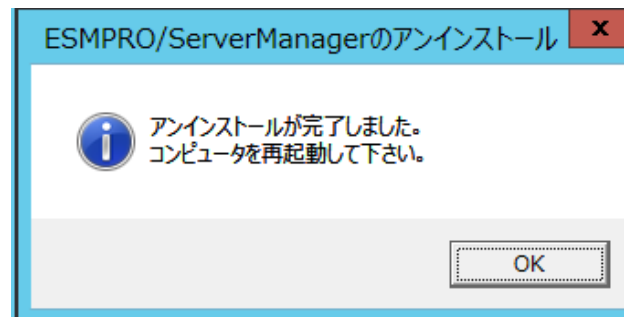 ESMPRO/ServerManagerのアンインストール
アンインストールが完了しました。
コンピュータを再起動して下さい。
OK